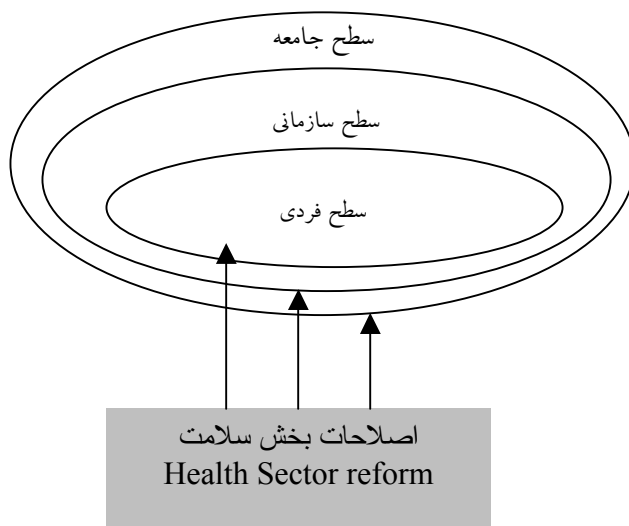 سطح جامعه
سطح سازمانی
سطح فردی
اصلاحات بخش سلامت
Health Sector reform